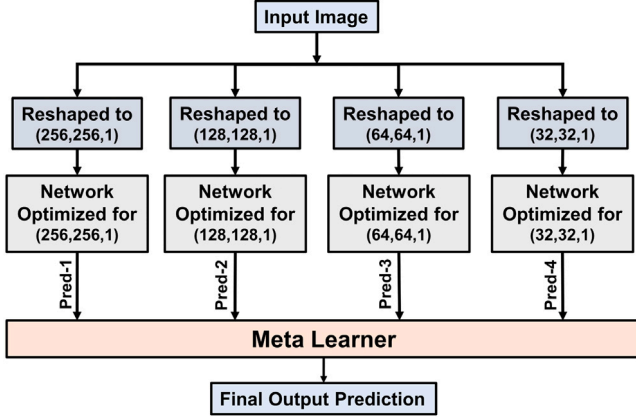 Input Image
Reshaped to
(256,256,1)
Reshaped to
(128,128,1)
Reshaped to
(64,64,1)
Reshaped to
(32,32,1)
Network
Optimized for
(256,256,1)
Network
Optimized for
(128,128,1)
Network
Optimized for
(64,64,1)
Network
Optimized for
(32,32,1)
Pred-1
Pred-2
Pred-3
Pred-4
Meta Learner
Final Output Prediction